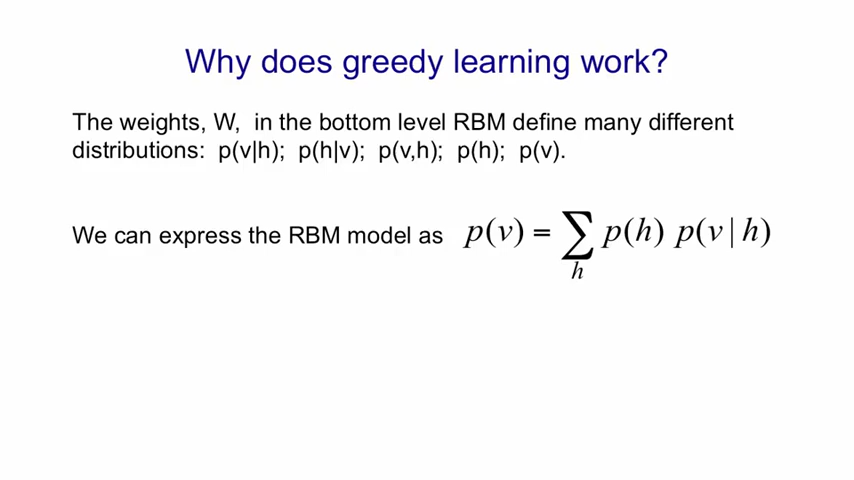 Why does greedy learning work?
The weights, W, in the bottom level RBM define many different
distributions: p(v|h); p(h|v); p(v,h); p(h); p(v).
We can express the RBM model as p(v) = ∑ p(h) p(v | h)
h